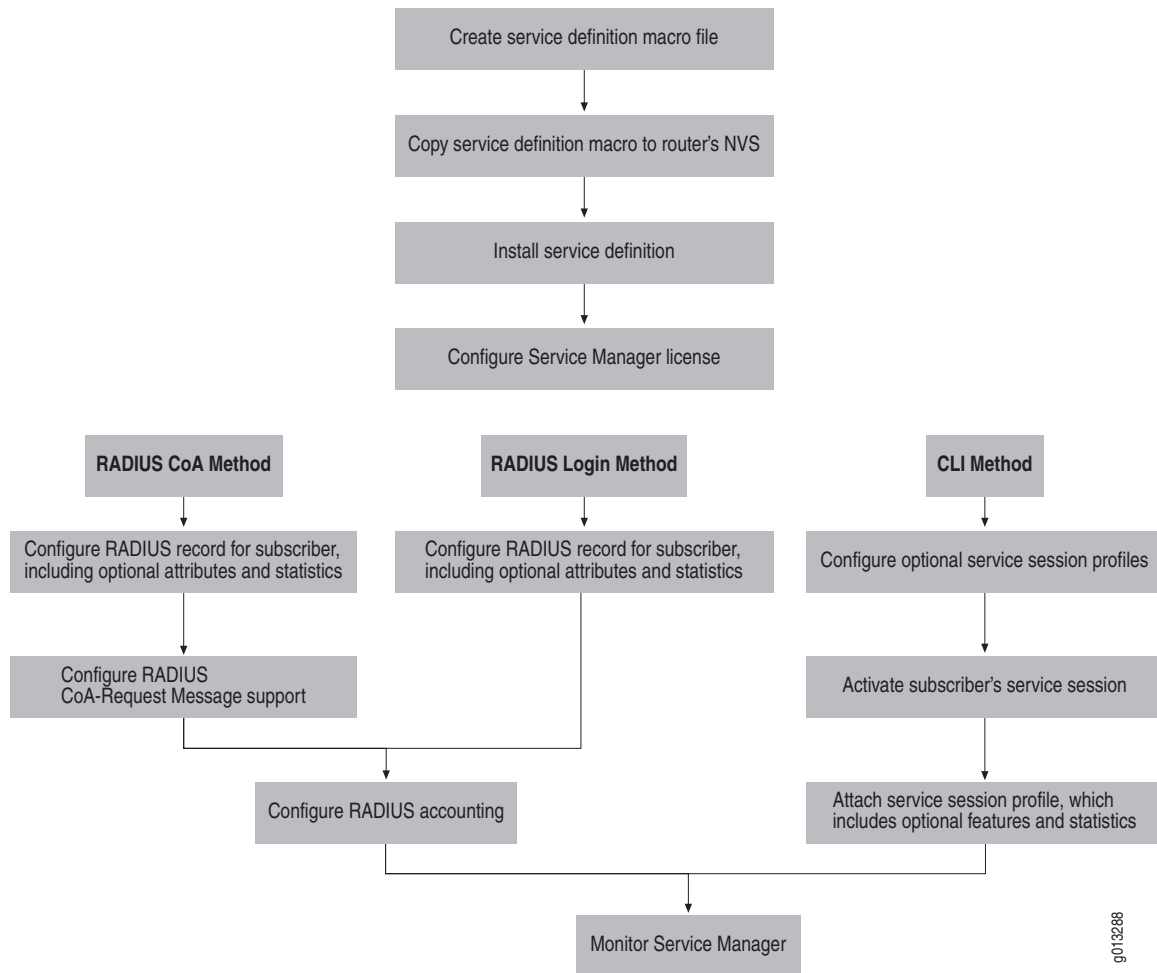 Create service definition macro file
Copy service definition macro to router's NVS
Install service definition
Configure Service Manager license
RADIUS CoA Method
RADIUS Login Method
CLI Method
Configure RADIUS record for subscriber,
including optional attributes and statistics
Configure RADIUS record for subscriber,
including optional attributes and statistics
Configure optional service session profiles
Configure RADIUS
CoA-Request Message support
Activate subscriber's service session
Configure RADIUS accounting
Attach service session profile, which
includes optional features and statistics
Monitor Service Manager
g013288